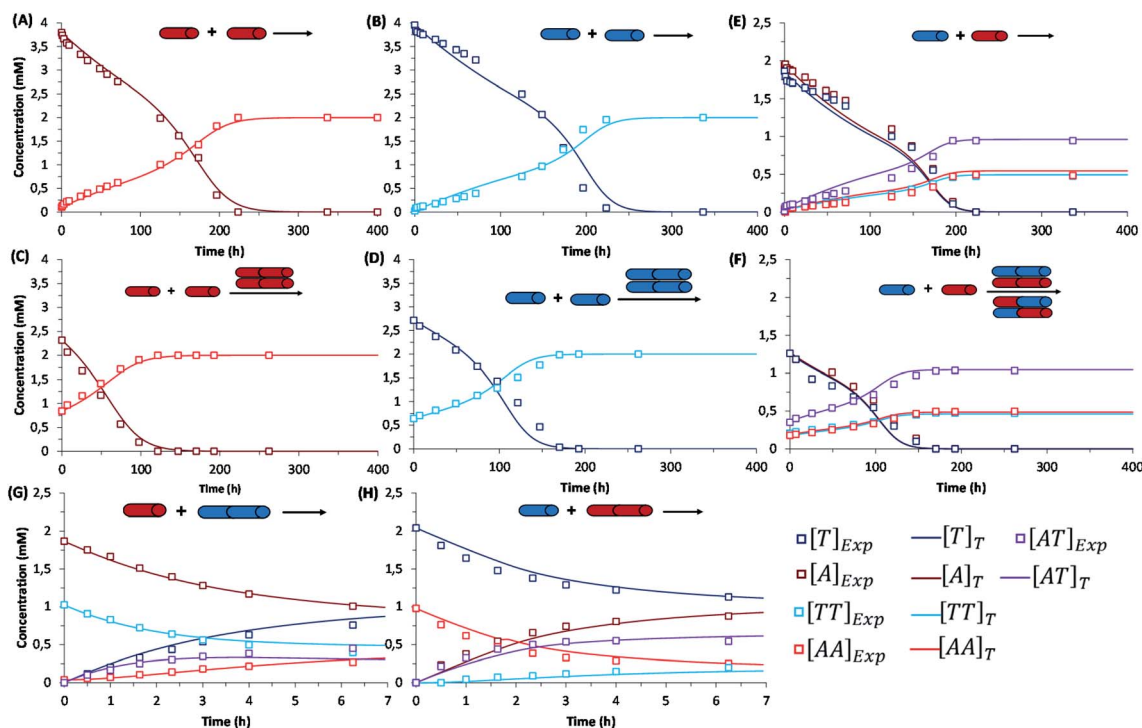 (A)
Concentration (mM)
4
3,5
3
2,5
2
1,5
1
0,5
0
0 100 200 300 400
Time (h)
+
(B)
4
3,5
3
2,5
2
1,5
1
0,5
0
0 100 200 300 400
Time (h)
+
(E)
2,5
2
1,5
1
0,5
0
0 100 200 300 400
Time (h)
+
(C)
Concentration (mM)
4
3,5
3
2,5
2
1,5
1
0,5
0
0 100 200 300 400
Time (h)
+
(D)
4
3,5
3
2,5
2
1,5
1
0,5
0
0 100 200 300 400
Time (h)
+
(F)
2,5
2
1,5
1
0,5
0
0 100 200 300 400
Time (h)
+
(G)
Concentration (mM)
2,5
2
1,5
1
0,5
0
0 1 2 3 4 5 6 7
Time (h)
+
(H)
2,5
2
1,5
1
0,5
0
0 1 2 3 4 5 6 7
Time (h)
+
[T]Exp [T]T [AT]Exp
[A]Exp [A]T [AT]T
[TT]Exp [TT]T
[AA]Exp [AA]T